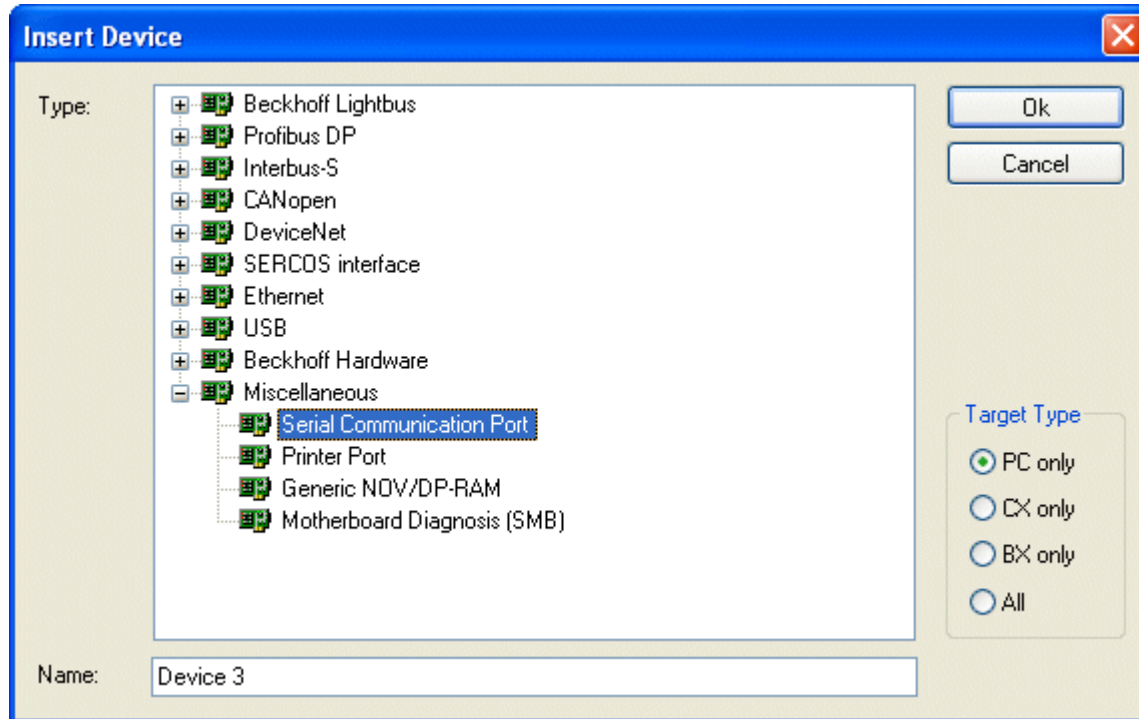 Insert Device
Type:
Beckhoff Lightbus
Profibus DP
Interbus-S
CANopen
DeviceNet
SERCOS interface
Ethernet
USB
Beckhoff Hardware
Miscellaneous
Serial Communication Port
Printer Port
Generic NOV/DP-RAM
Motherboard Diagnosis (SMB)
Ok
Cancel
Target Type
PC only
CX only
BX only
All
Name:
Device 3